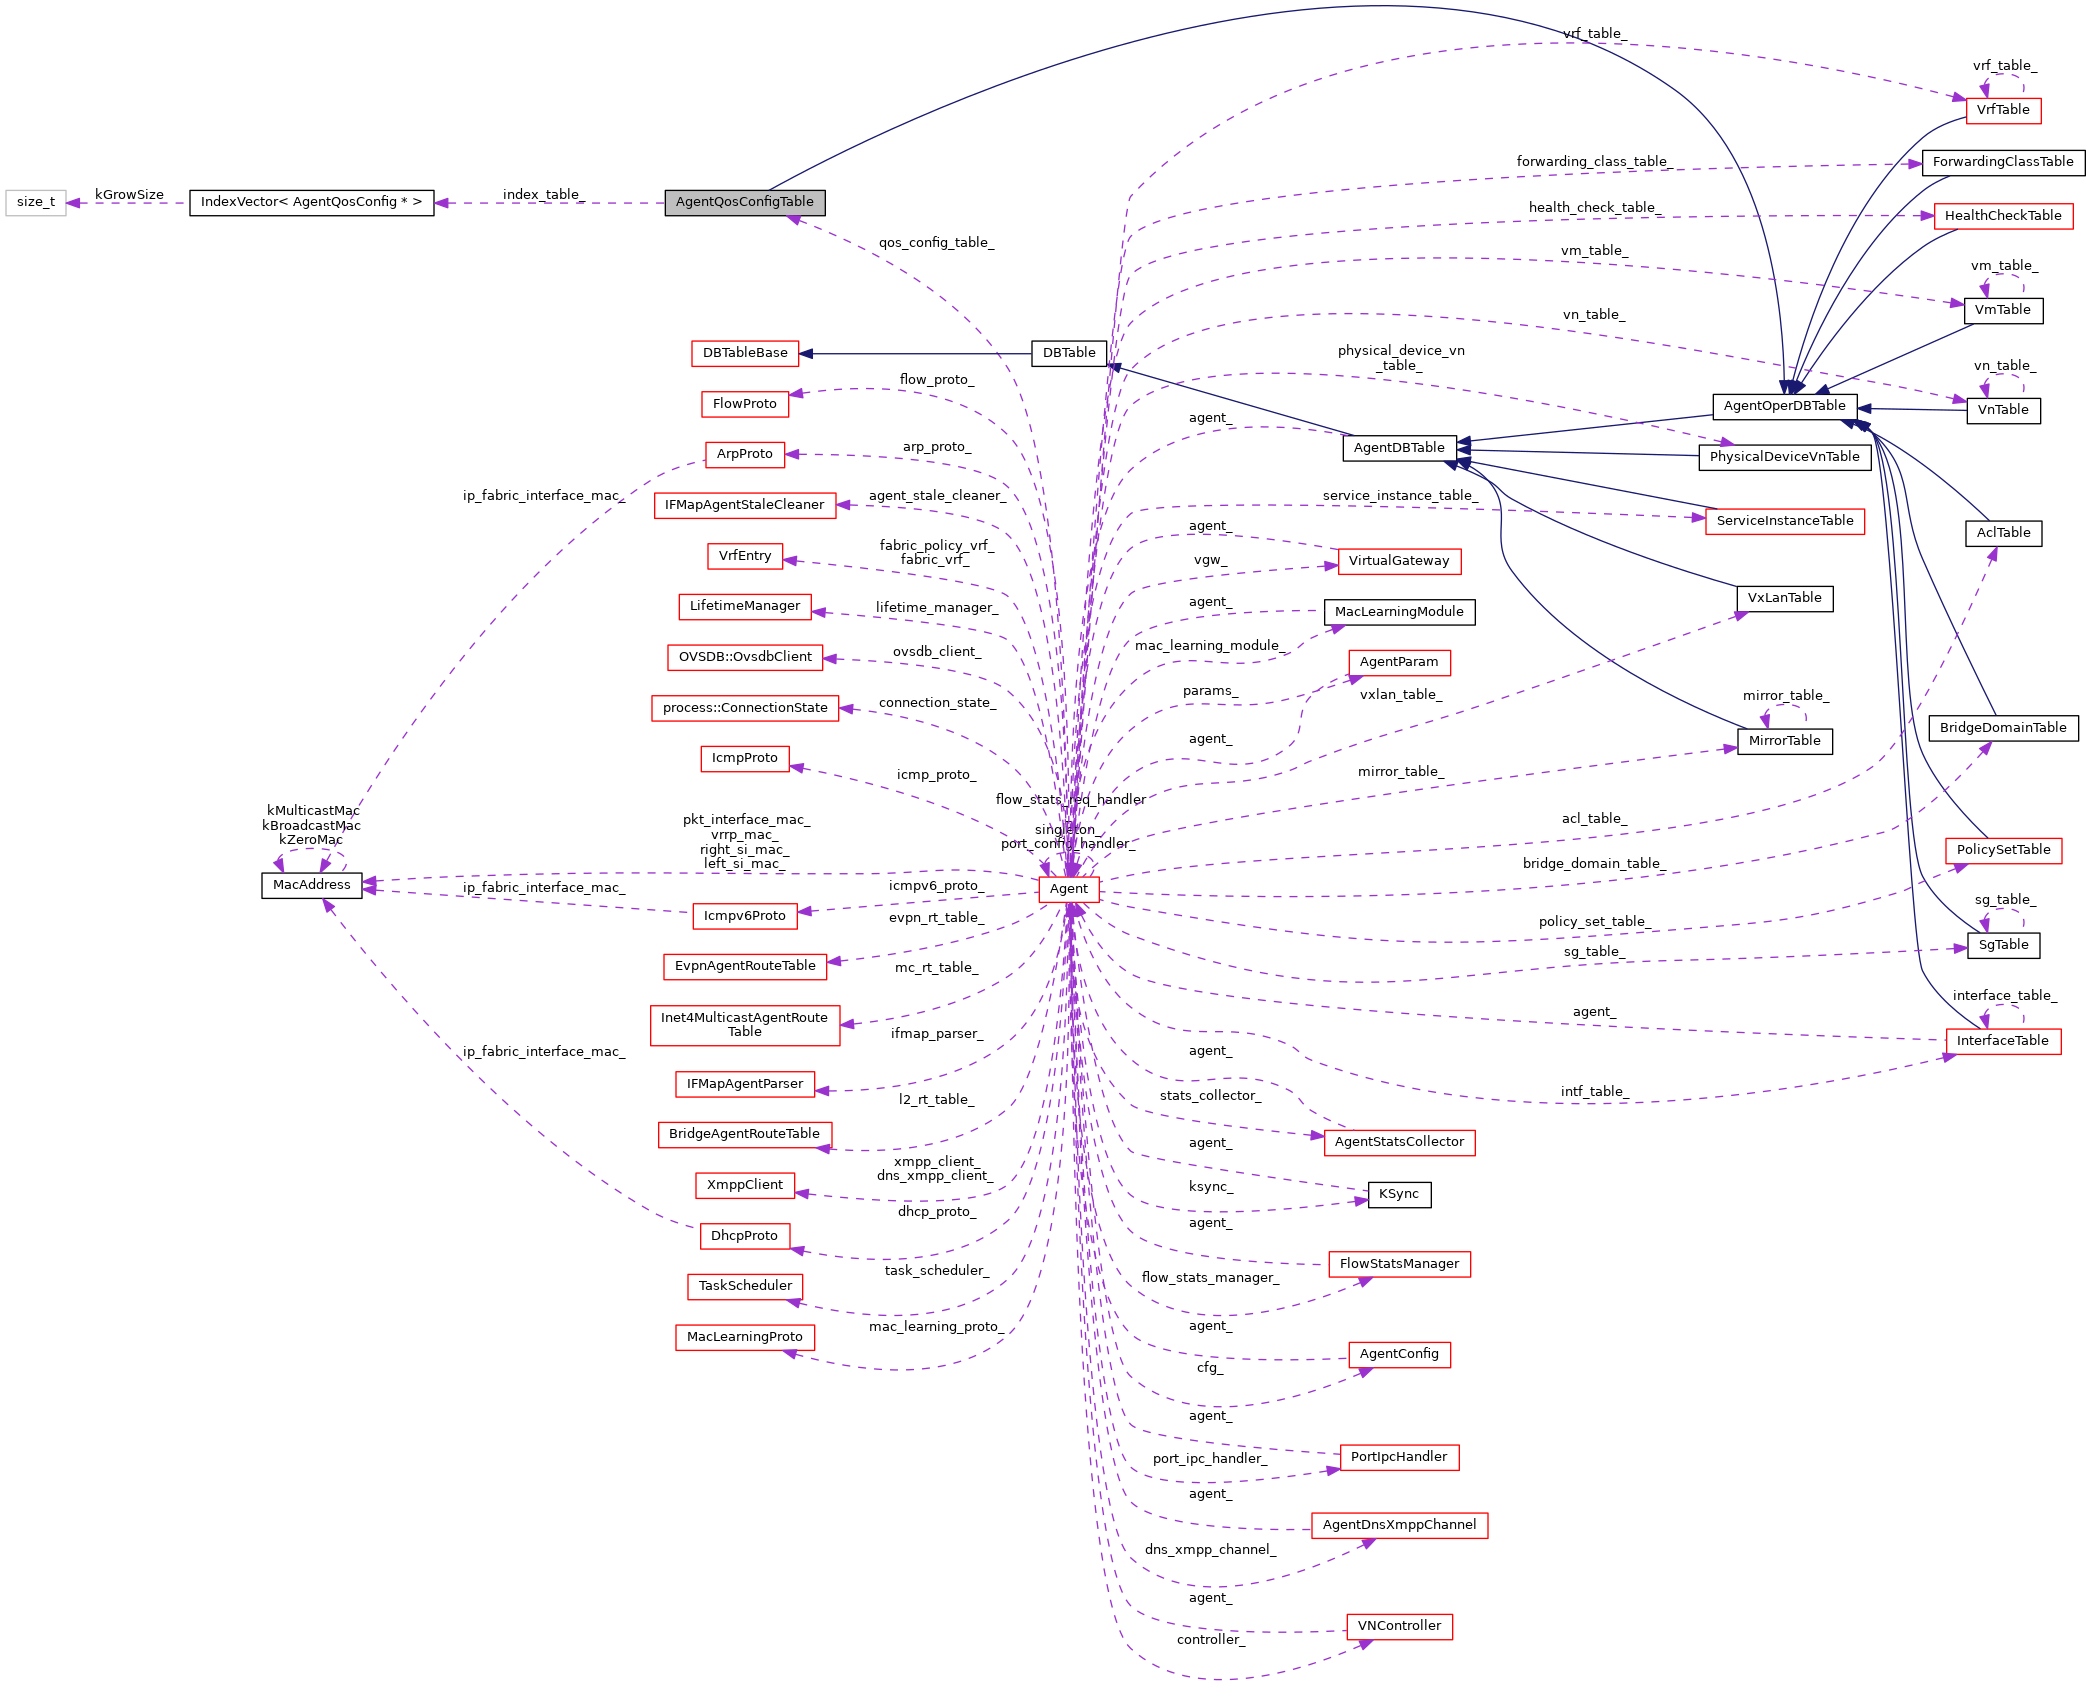 vrf_table_
vrf_table_
VrfTable
forwarding_class_table_
ForwardingClassTable
size_t
kGrowSize
IndexVector< AgentQosConfig * >
index_table_
AgentQosConfigTable
health_check_table_
HealthCheckTable
qos_config_table_
vm_table_
vm_table_
VmTable
vn_table_
vn_table_
VnTable
DBTableBase
DBTable
physical_device_vn
_table_
flow_proto_
FlowProto
AgentOperDBTable
agent_
AgentDBTable
PhysicalDeviceVnTable
arp_proto_
ArpProto
ip_fabric_interface_mac_
agent_stale_cleaner_
IFMapAgentStaleCleaner
service_instance_table_
ServiceInstanceTable
agent_
AclTable
fabric_policy_vrf_
fabric_vrf_
VrfEntry
vgw_
VirtualGateway
lifetime_manager_
LifetimeManager
agent_
MacLearningModule
VxLanTable
ovsdb_client_
OVSDB::OvsdbClient
mac_learning_module_
AgentParam
connection_state_
process::ConnectionState
params_
vxlan_table_
mirror_table_
MirrorTable
BridgeDomainTable
agent_
icmp_proto_
IcmpProto
mirror_table_
flow_stats_req_handler
_
singleton_
port_config_handler_
kMulticastMac
kBroadcastMac
kZeroMac
MacAddress
pkt_interface_mac_
vrrp_mac_
right_si_mac_
left_si_mac_
acl_table_
PolicySetTable
bridge_domain_table_
Agent
ip_fabric_interface_mac_
icmpv6_proto_
Icmpv6Proto
evpn_rt_table_
policy_set_table_
sg_table_
SgTable
sg_table_
EvpnAgentRouteTable
mc_rt_table_
Inet4MulticastAgentRoute
Table
interface_table_
InterfaceTable
agent_
ifmap_parser_
ip_fabric_interface_mac_
agent_
intf_table_
IFMapAgentParser
l2_rt_table_
stats_collector_
BridgeAgentRouteTable
AgentStatsCollector
agent_
xmpp_client_
dns_xmpp_client_
XmppClient
ksync_
KSync
dhcp_proto_
DhcpProto
agent_
FlowStatsManager
task_scheduler_
TaskScheduler
flow_stats_manager_
mac_learning_proto_
MacLearningProto
agent_
AgentConfig
cfg_
agent_
PortIpcHandler
port_ipc_handler_
agent_
AgentDnsXmppChannel
dns_xmpp_channel_
agent_
VNController
controller_